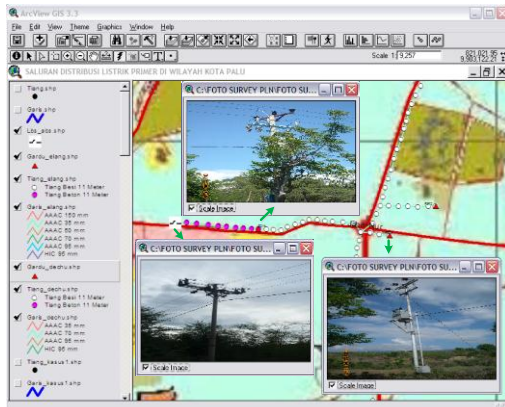 ArcView GIS 3.3
File Edit View Theme Graphics Window Help
Scale 1: 9,257
821,021.95
9,903,122.21
SALURAN DISTRIBUSI LISTRIK PRIMER DI WILAYAH KOTA PALU
Tiang.shp
Garis.shp
Lbs_abs.shp
Gardu_elang.shp
Tiang_elang.shp
Tiang Besi 11 Meter
Tiang Beton 11 Meter
Garis_elang.shp
AAAC 150 mm
AAAC 35 mm
AAAC 50 mm
AAAC 70 mm
AAAC 95 mm
HIC 95 mm
Gardu_dechu.shp
Tiang_dechu.shp
Tiang Besi 11 Meter
Tiang Beton 11 Meter
Garis_dechu.shp
AAAC 35 mm
AAAC 70 mm
AAAC 95 mm
HIC 95 mm
Tiang_kasus1.shp
Garis_kasus1.shp
C:\FOTO SURVEY PLN\FOTO SU...
Scale Image
C:\FOTO SURVEY PLN\FOTO SU...
Scale Image
C:\FOTO SURVEY PLN\FOTO SU...
Scale Image